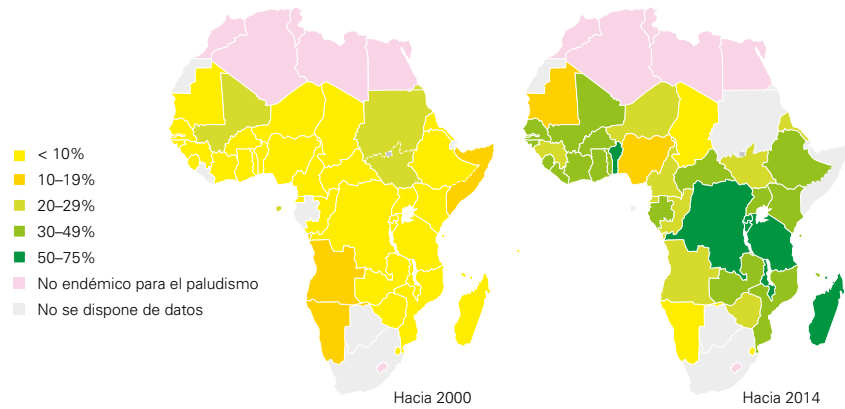 < 10%
10–19%
20–29%
30–49%
50–75%
No endémico para el paludismo
No se dispone de datos
Hacia 2000
Hacia 2014